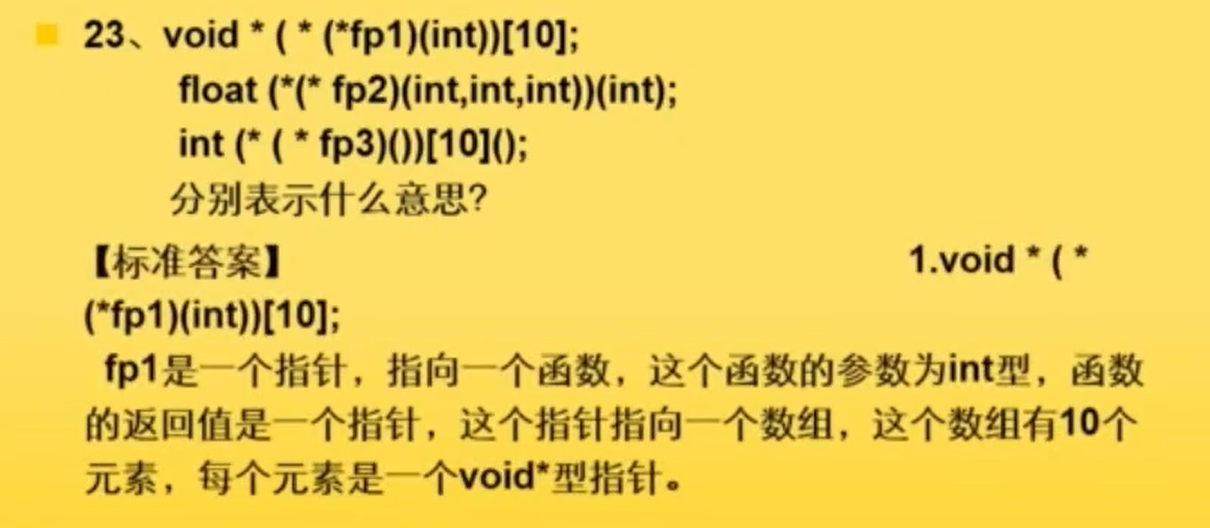 23、void * ( * (*fp1)(int))[10];
float (*(* fp2)(int,int,int))(int);
int (* ( * fp3)())[10]();
分别表示什么意思?
【标准答案】 1.void * ( *
(*fp1)(int))[10];
fp1是一个指针，指向一个函数，这个函数的参数为int型，函数
的返回值是一个指针，这个指针指向一个数组，这个数组有10个
元素，每个元素是一个void*型指针。